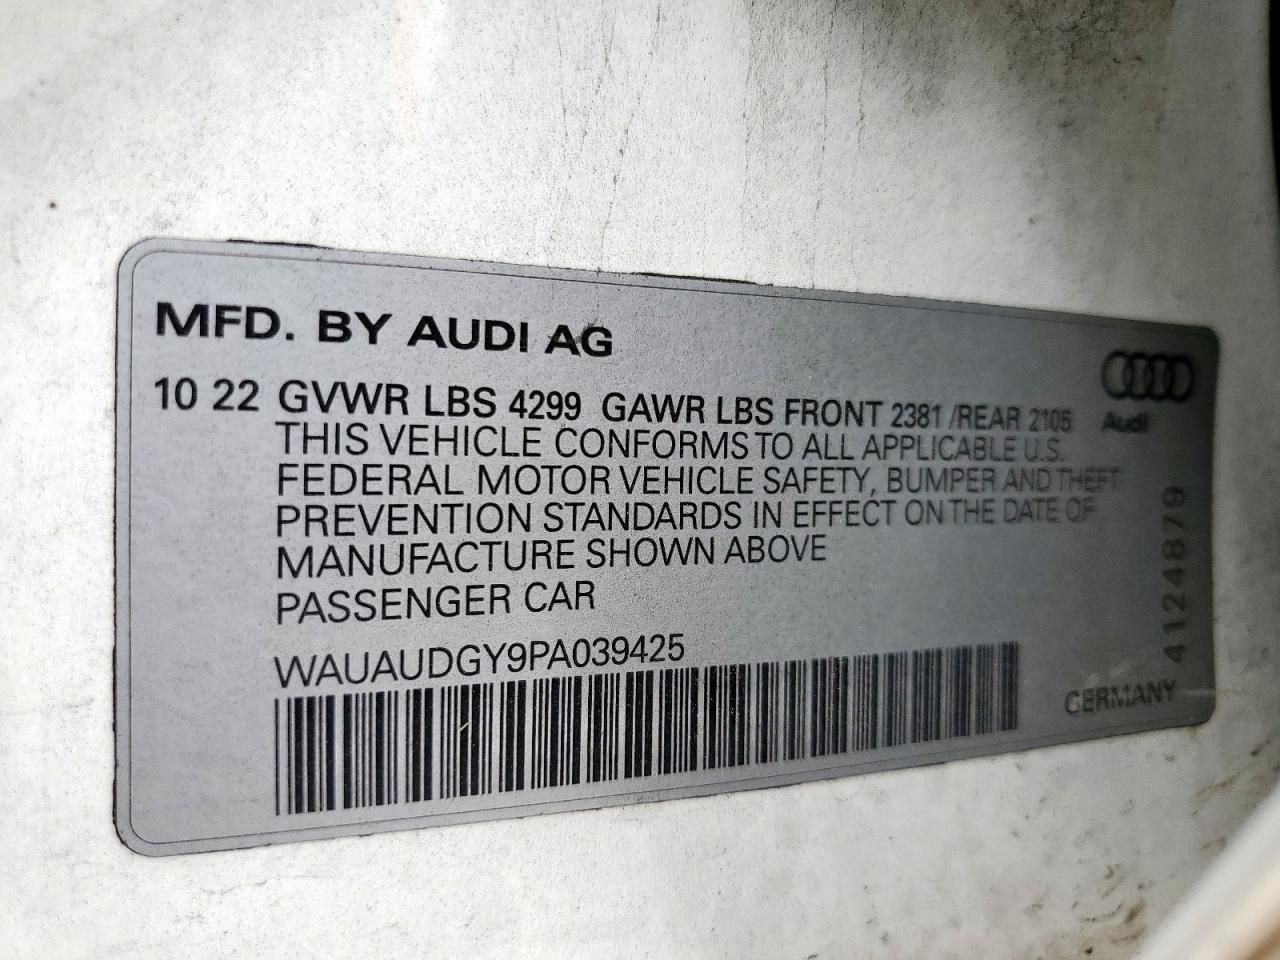 MFD. BY AUDI AG
10 22 GVWR LBS 4299 GAWR LBS FRONT 2381 /REAR 2105
THIS VEHICLE CONFORMS TO ALL APPLICABLE U.S.
FEDERAL MOTOR VEHICLE SAFETY, BUMPER AND THEFT
PREVENTION STANDARDS IN EFFECT ON THE DATE OF
MANUFACTURE SHOWN ABOVE
PASSENGER CAR
WAUAUDGY9PA039425
Audi
4124879
GERMANY